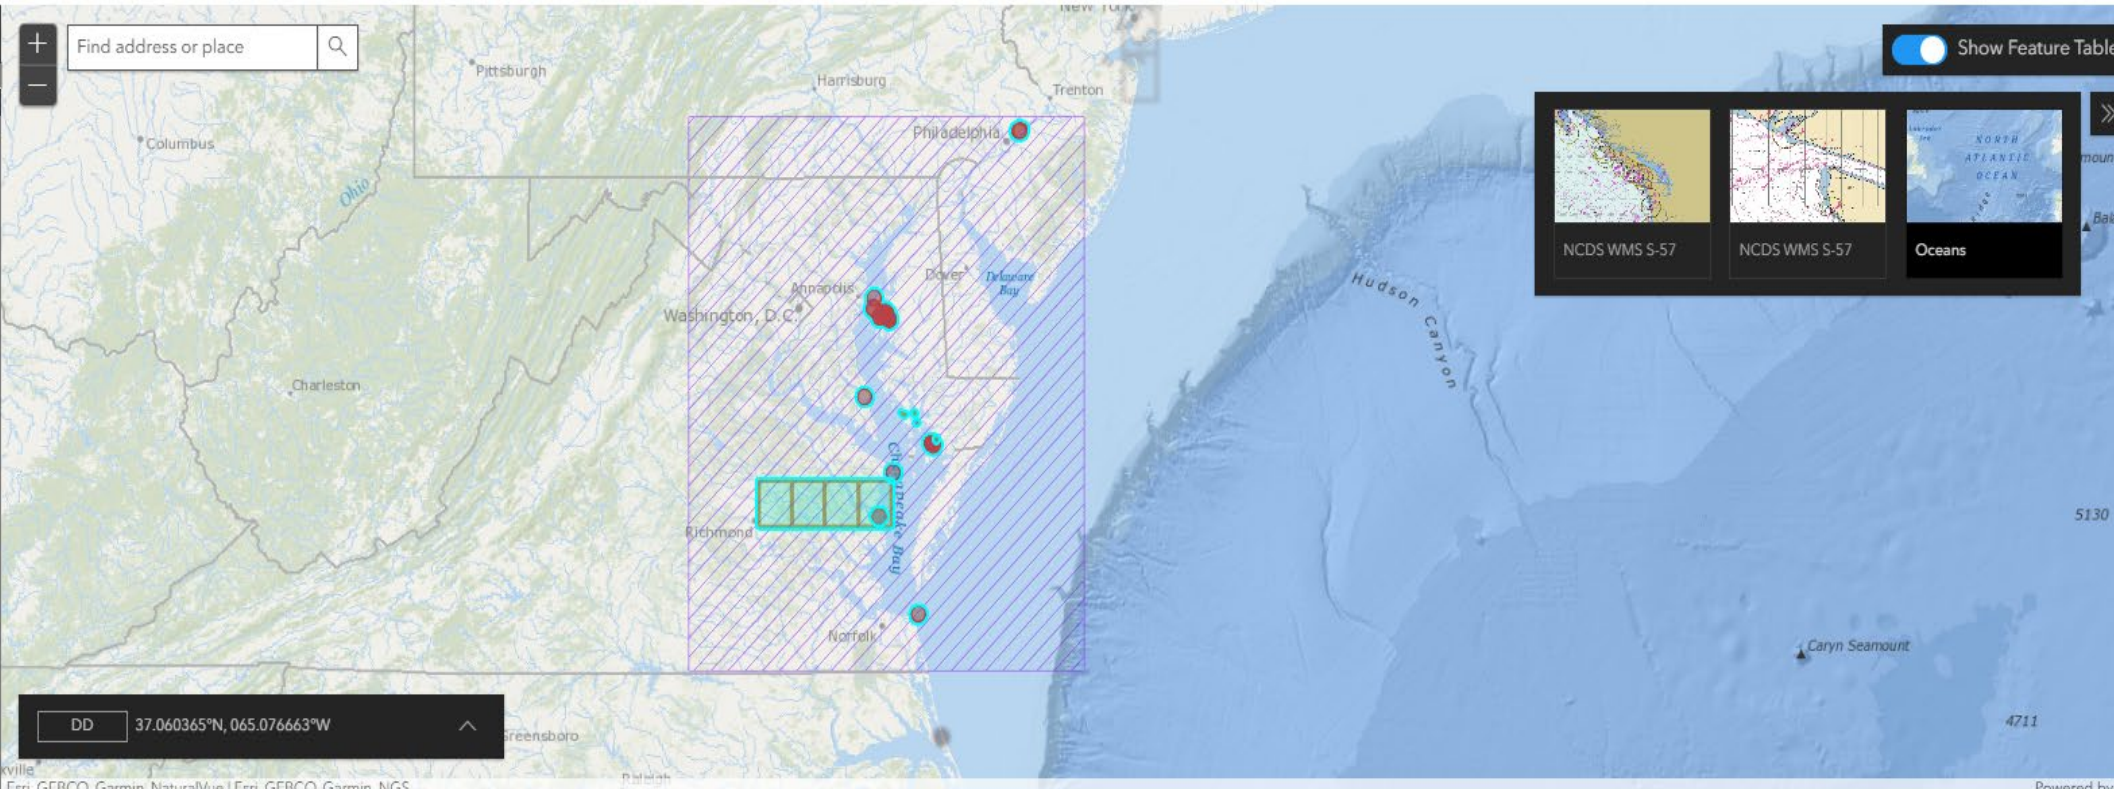 New York
+
Find address or place
Show Feature Table
−
Pittsburgh
Harrisburg
Trenton
Philadelphia
Columbus
Ohio
NORTH
ATLANTIC
OCEAN
NCDS WMS S-57
NCDS WMS S-57
Oceans
Dover
Delaware
Bay
Annapolis
Washington, D.C.
Hudson Canyon
Charleston
Richmond
Chesapeake Bay
5130
Norfolk
Caryn Seamount
DD
37.060365°N, 065.076663°W
Greensboro
4711
Raleigh
Esri, GEBCO, Garmin, NaturalVue | Esri, GEBCO, Garmin, NGS
Powered by